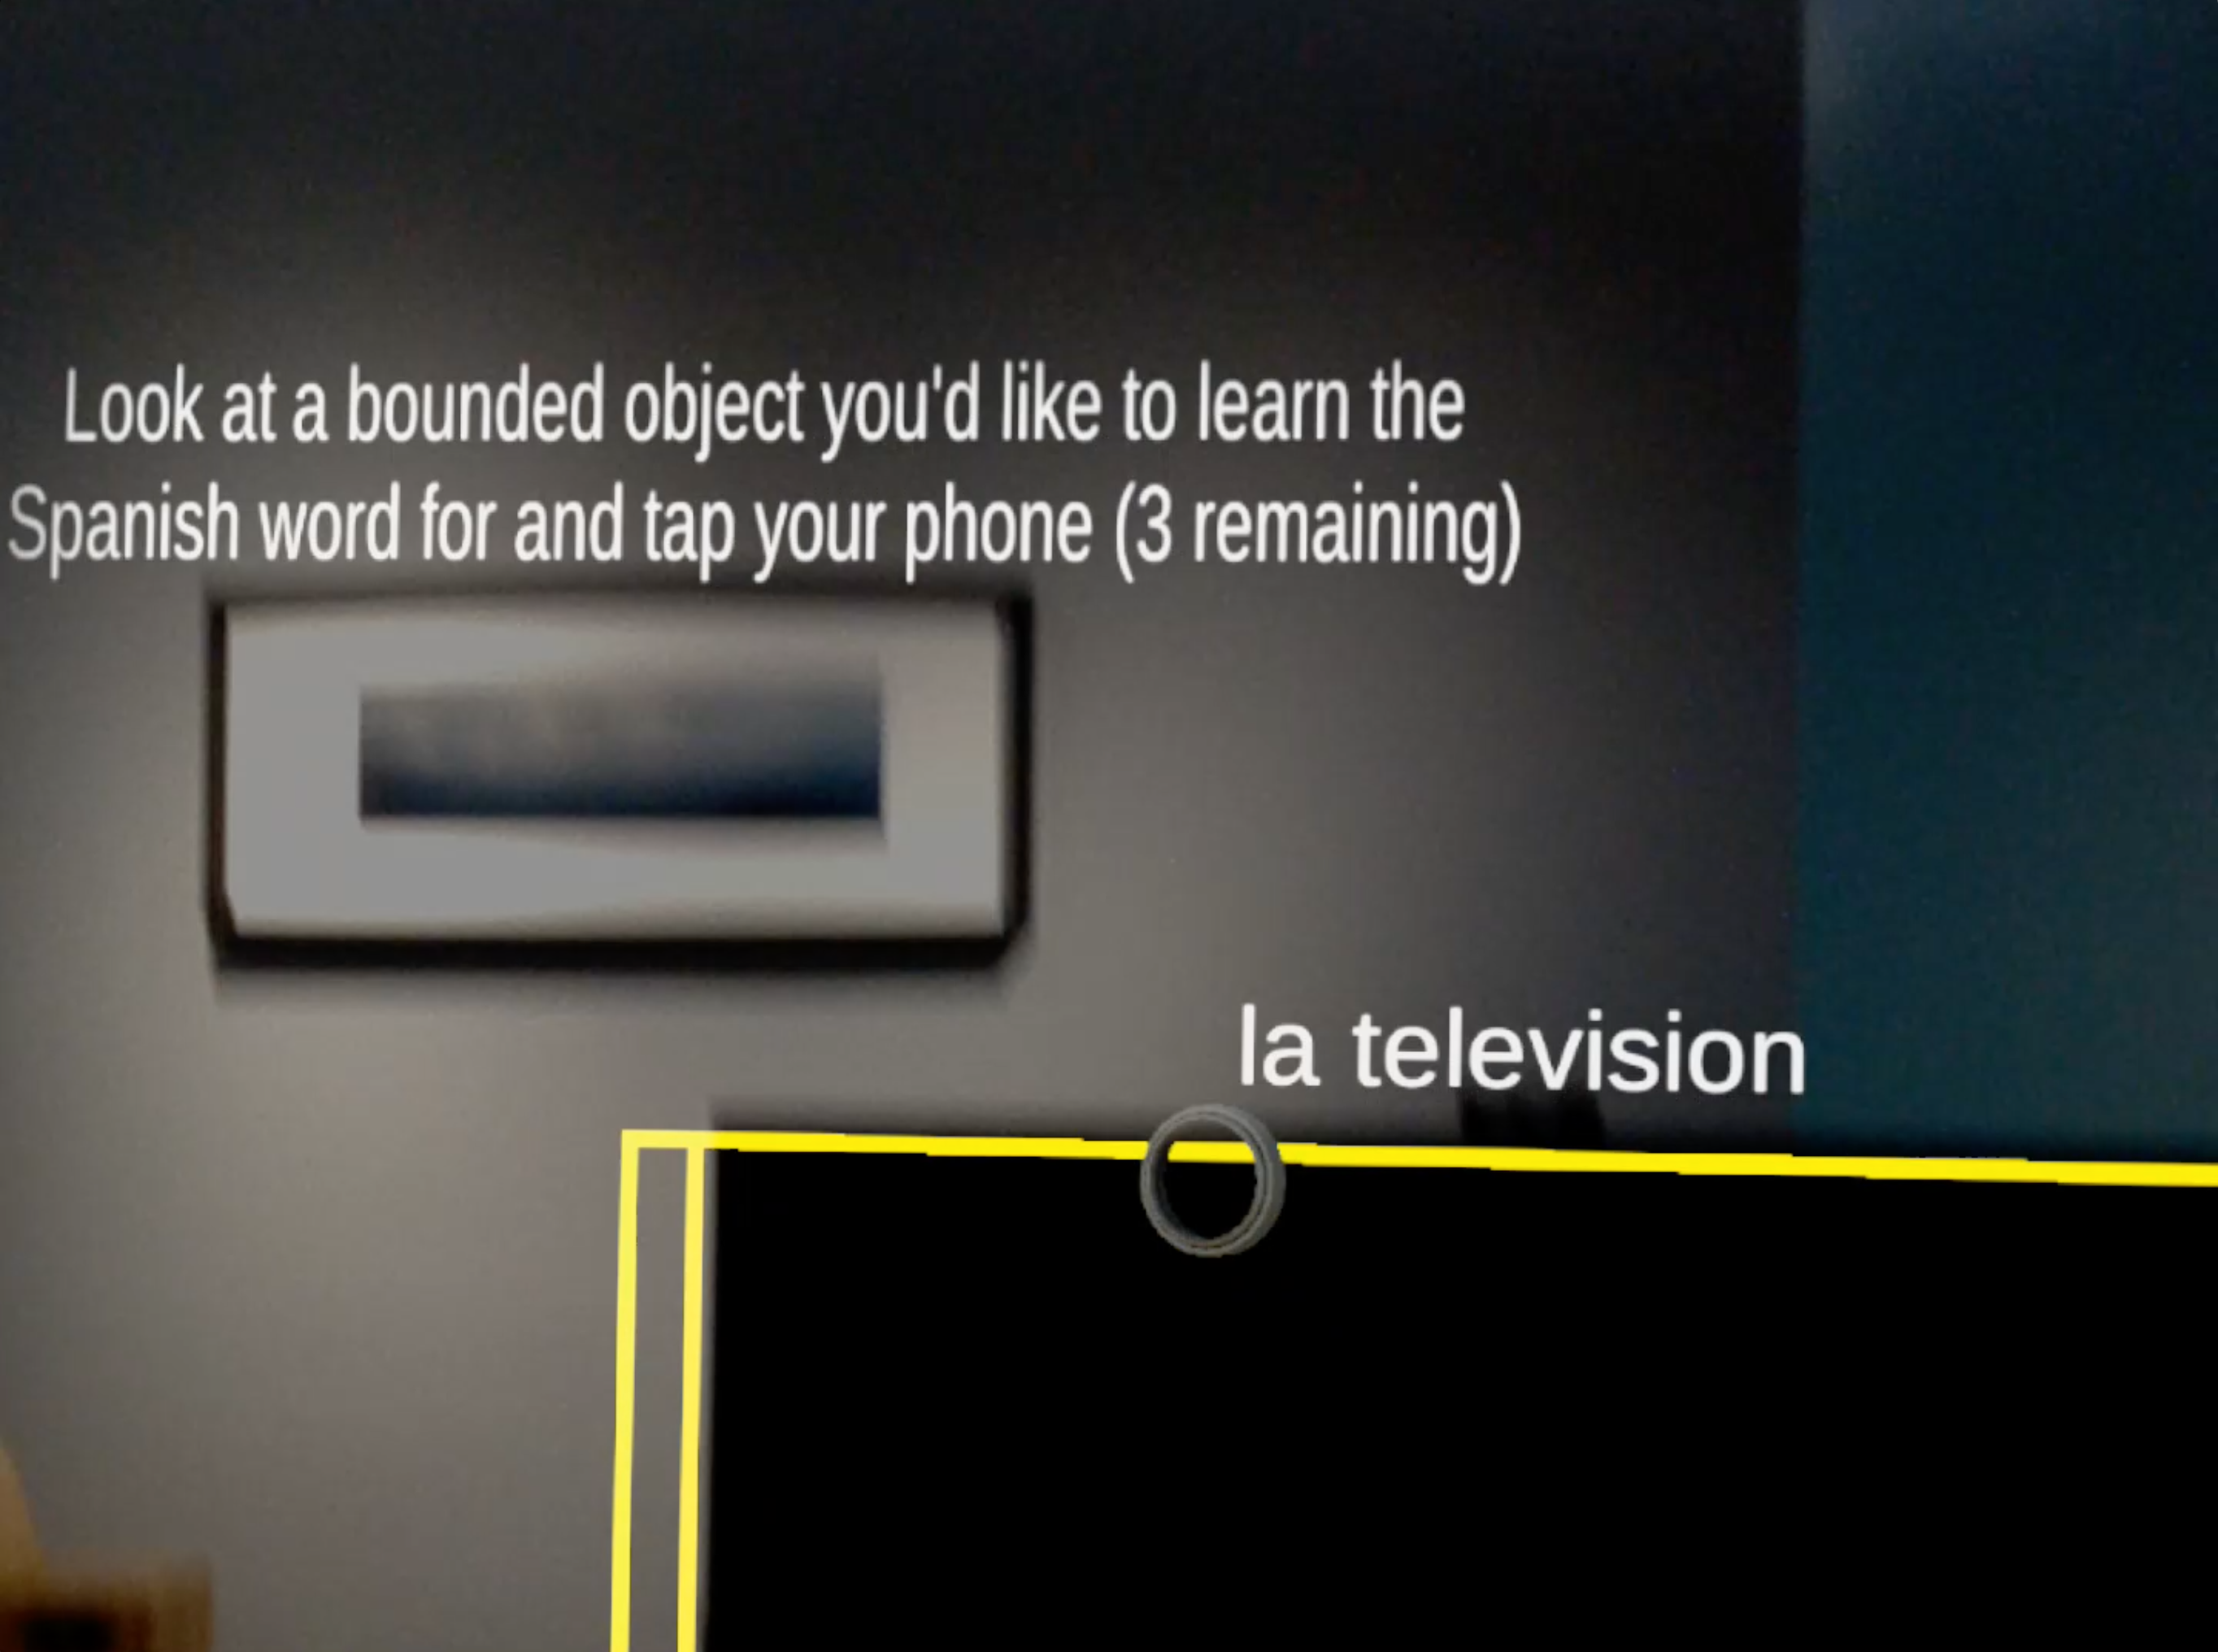 Look at a bounded object you'd like to learn the
Spanish word for and tap your phone (3 remaining)
la television